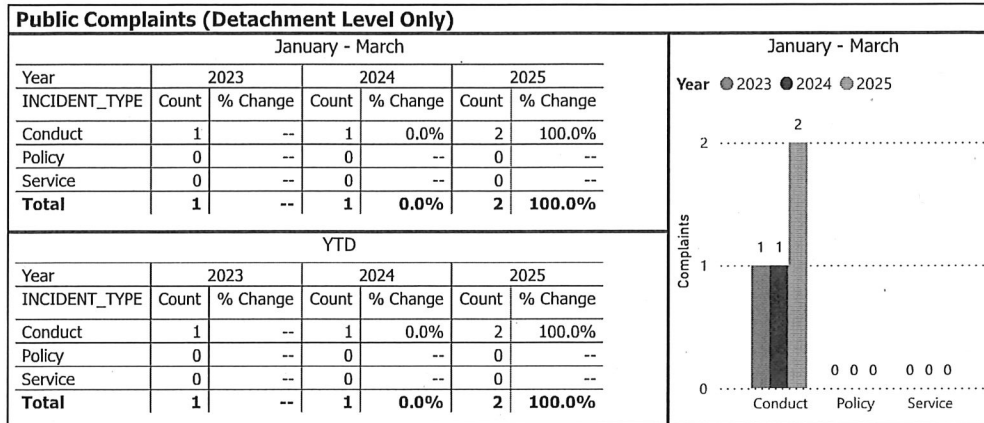 Public Complaints (Detachment Level Only)
January - March
Year 2023 2024 2025
INCIDENT_TYPE Count % Change Count % Change Count % Change
Conduct 1 -- 1 0.0% 2 100.0%
Policy 0 -- 0 -- 0 --
Service 0 -- 0 -- 0 --
Total 1 -- 1 0.0% 2 100.0%
YTD
Year 2023 2024 2025
INCIDENT_TYPE Count % Change Count % Change Count % Change
Conduct 1 -- 1 0.0% 2 100.0%
Policy 0 -- 0 -- 0 --
Service 0 -- 0 -- 0 --
Total 1 -- 1 0.0% 2 100.0%
January - March
Year 2023 2024 2025
2
2
1 1
1
Complaints
0 0 0 0 0 0
0
Conduct Policy Service